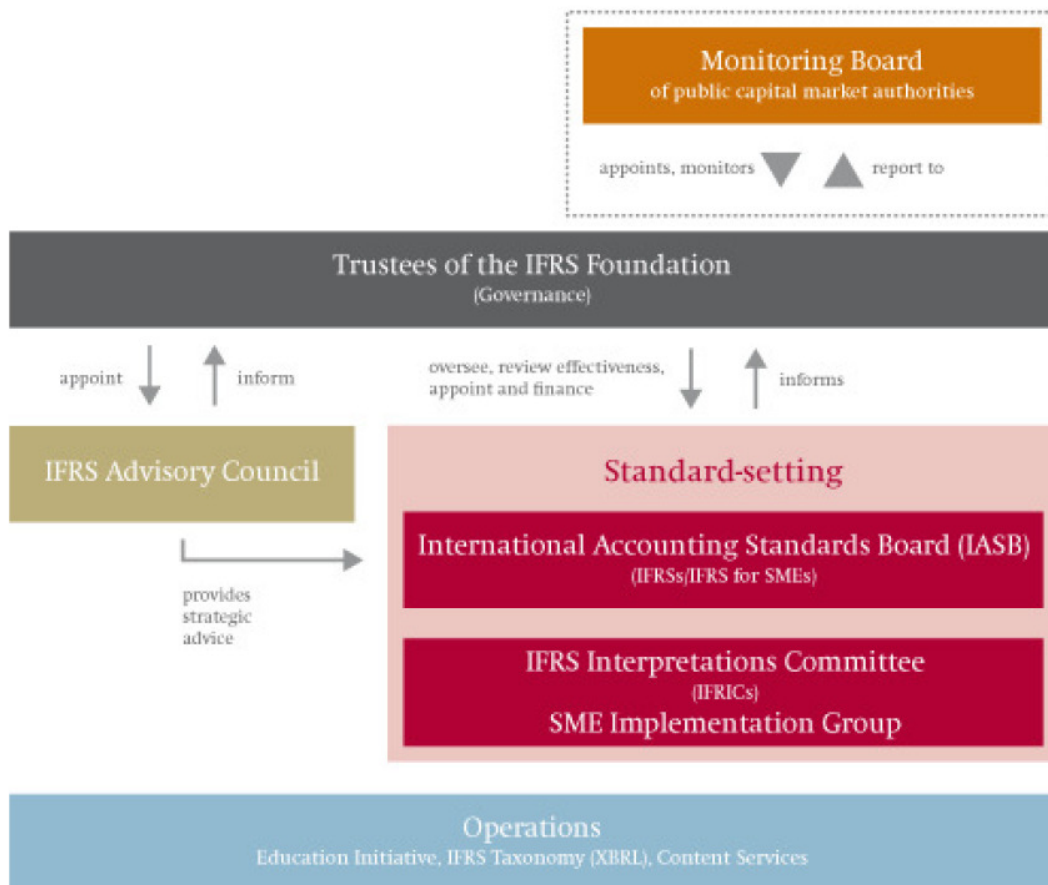 Monitoring Board
of public capital market authorities
appoints, monitors
report to
Trustees of the IFRS Foundation
(Governance)
appoint
inform
oversee, review effectiveness,
appoint and finance
informs
IFRS Advisory Council
provides
strategic
advice
Standard-setting
International Accounting Standards Board (IASB)
(IFRSs/IFRS for SMEs)
IFRS Interpretations Committee
(IFRICs)
SME Implementation Group
Operations
Education Initiative, IFRS Taxonomy (XBRL), Content Services